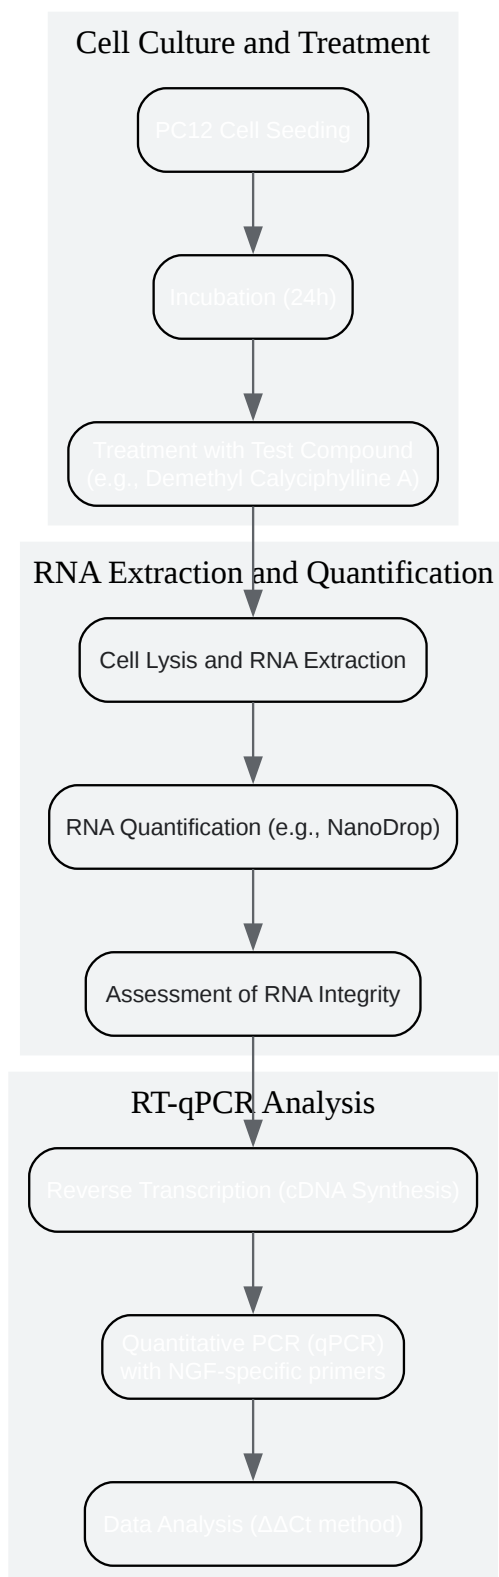 Cell Culture and Treatment
PC12 Cell Seeding
Incubation (24h)
Treatment with Test Compound
(e.g., Demethyl Calyciphylline A)
RNA Extraction and Quantification
Cell Lysis and RNA Extraction
RNA Quantification (e.g., NanoDrop)
Assessment of RNA Integrity
RT-qPCR Analysis
Reverse Transcription (cDNA Synthesis)
Quantitative PCR (qPCR)
with NGF-specific primers
Data Analysis (ΔΔCt method)